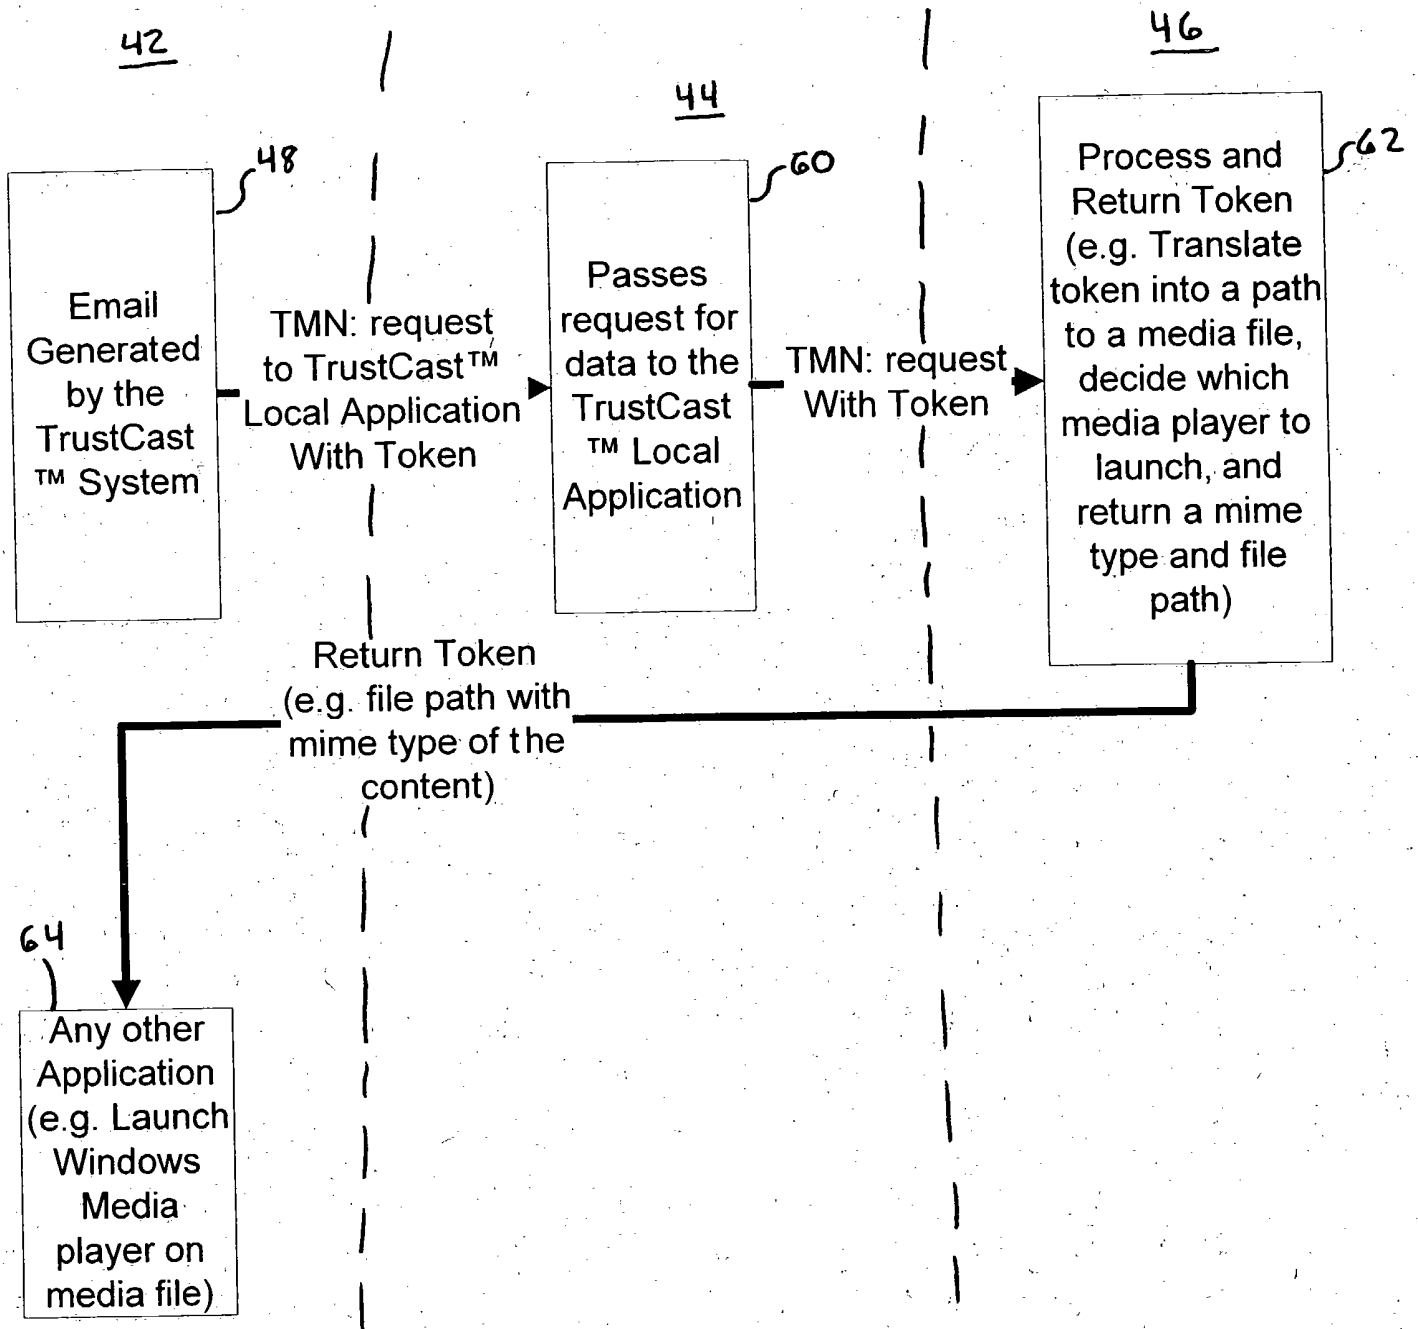 42
46
44
48
60
62
Email
Generated
by the
TrustCast
™ System
TMN: request
to TrustCast™
Local Application
With Token
Passes
request for
data to the
TrustCast
™ Local
Application
TMN: request
With Token
Process and
Return Token
(e.g. Translate
token into a path
to a media file,
decide which
media player to
launch, and
return a mime
type and file
path)
Return Token
(e.g. file path with
mime type of the
content)
64
Any other
Application
(e.g. Launch
Windows
Media
player on
media file)